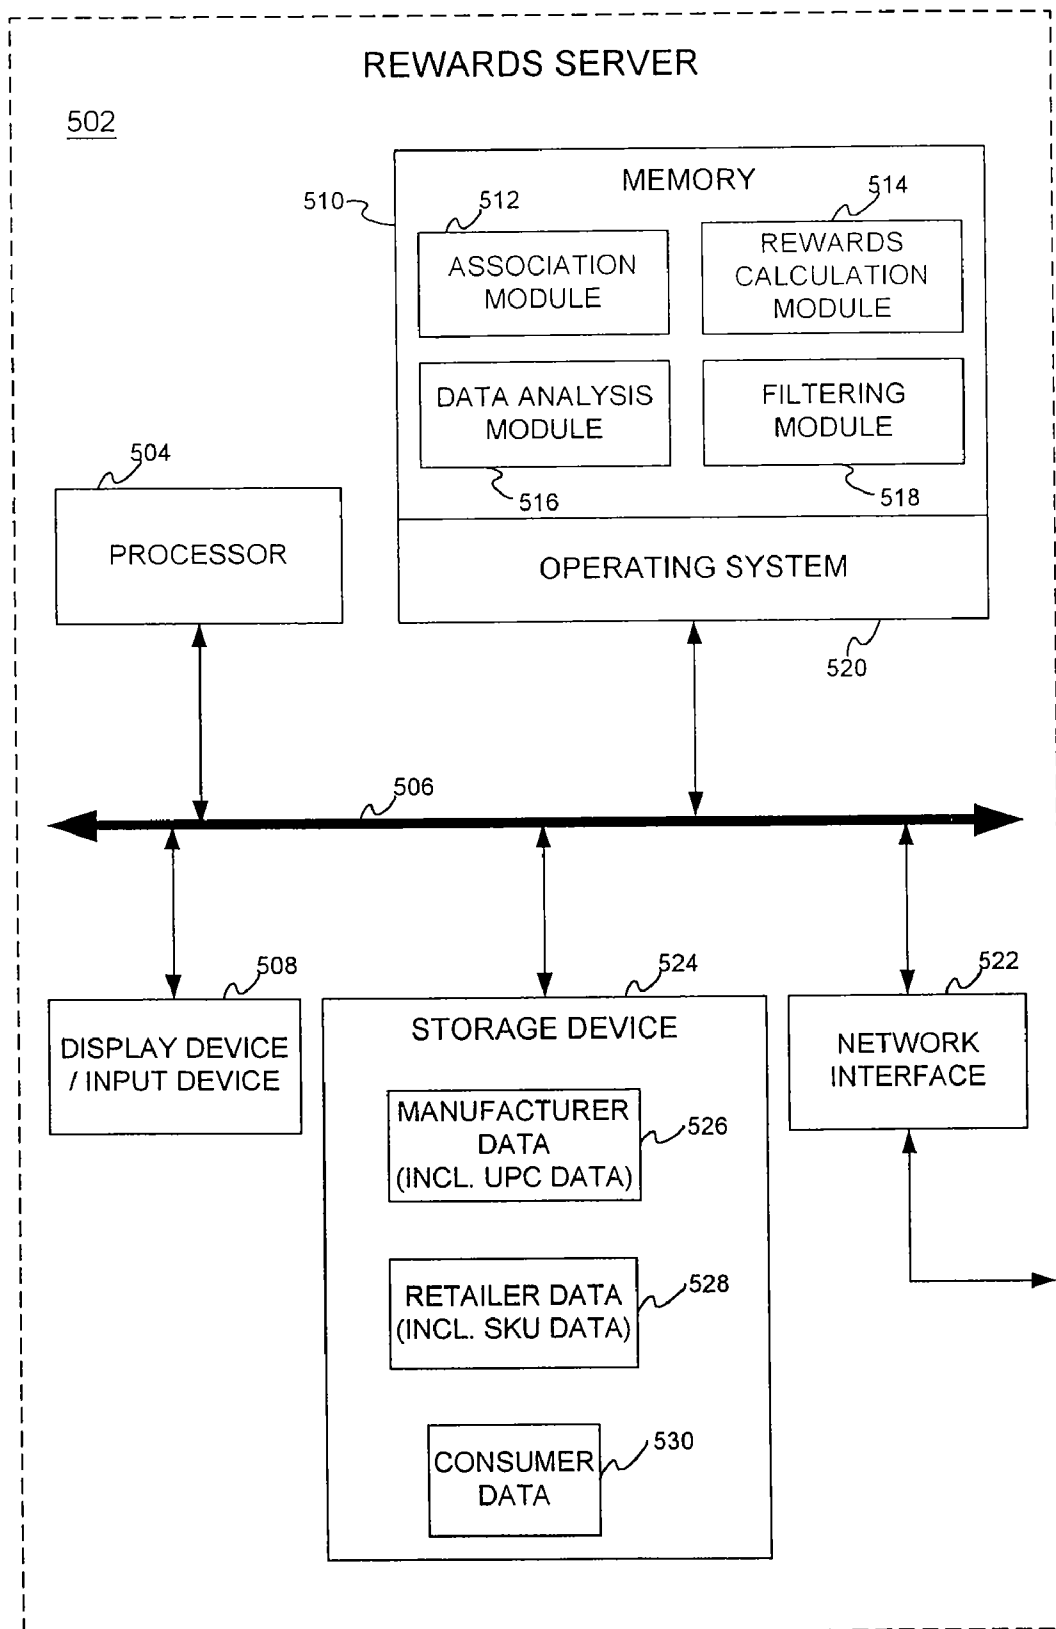 REWARDS SERVER
502
MEMORY
510
512
514
ASSOCIATION
MODULE
REWARDS
CALCULATION
MODULE
DATA ANALYSIS
MODULE
FILTERING
MODULE
516
518
504
PROCESSOR
OPERATING SYSTEM
520
506
508
524
522
DISPLAY DEVICE
/ INPUT DEVICE
STORAGE DEVICE
NETWORK
INTERFACE
MANUFACTURER
DATA
(INCL. UPC DATA)
526
RETAILER DATA
(INCL. SKU DATA)
528
CONSUMER
DATA
530